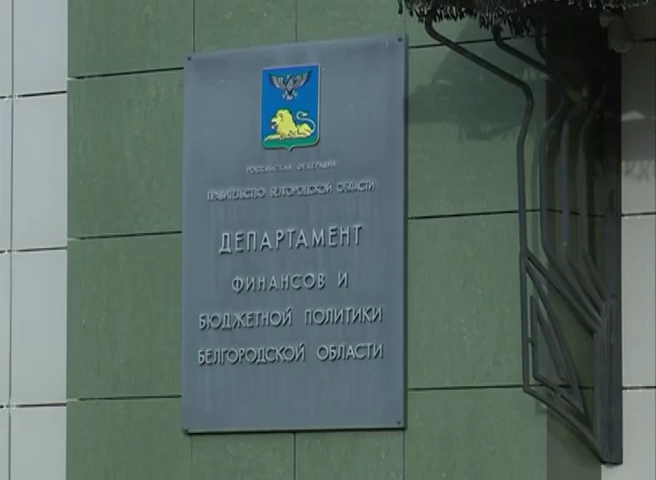 РОССИЙСКАЯ ФЕДЕРАЦИЯ
ПРАВИТЕЛЬСТВО БЕЛГОРОДСКОЙ ОБЛАСТИ
ДЕПАРТАМЕНТ
ФИНАНСОВ И
БЮДЖЕТНОЙ ПОЛИТИКИ
БЕЛГОРОДСКОЙ ОБЛАСТИ